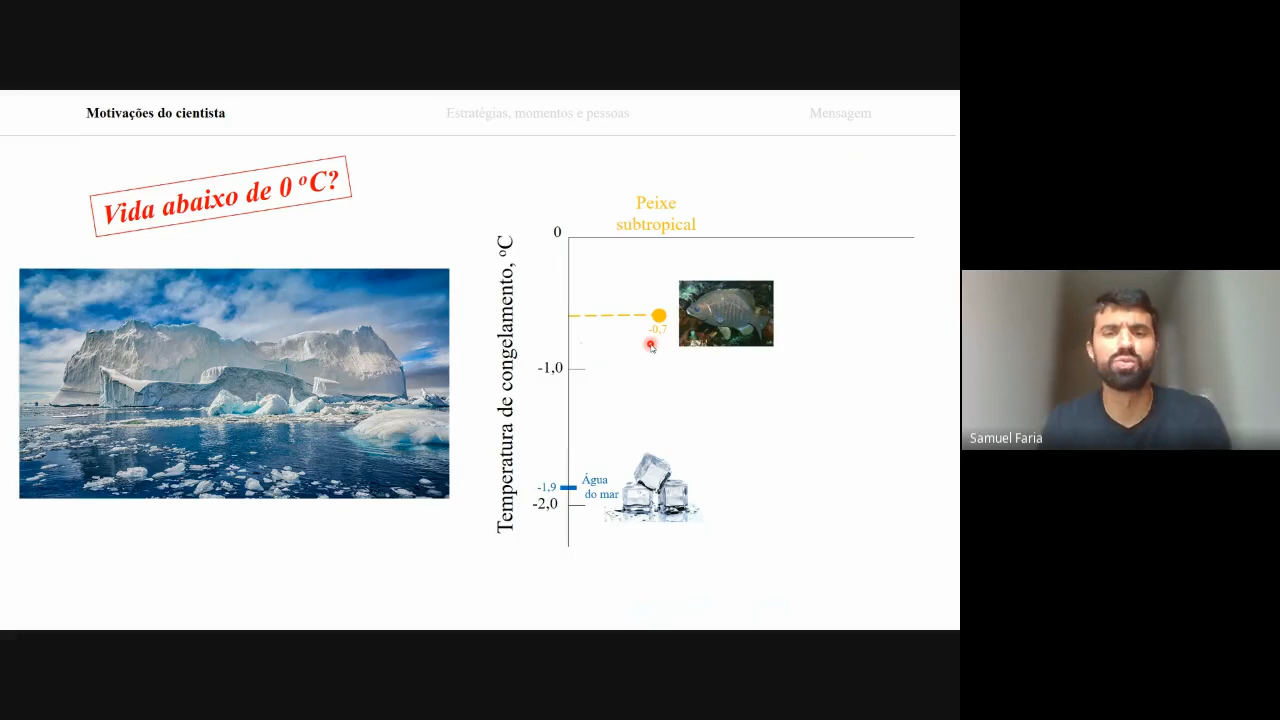 Motivações do cientista
Estratégias, momentos e pessoas
Mensagem
Vida abaixo de 0 ºC?
Peixe
subtropical
Temperatura de congelamento, ºC
0
-0,7
-1,0
-1,9
Água
do mar
-2,0
Samuel Faria